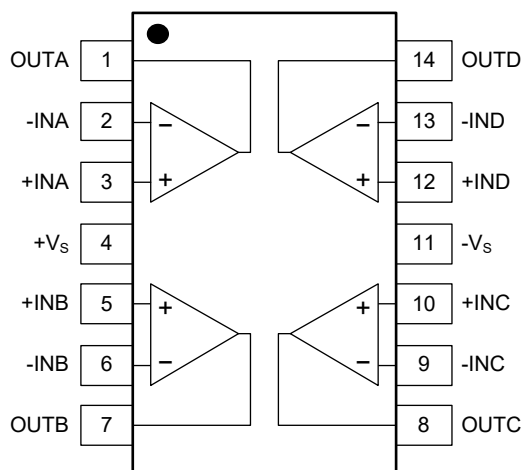 OUTA 1 14 OUTD
-INA 2 − − 13 -IND
+INA 3 + + 12 +IND
+Vs 4 11 -Vs
+INB 5 + + 10 +INC
-INB 6 − − 9 -INC
OUTB 7 8 OUTC